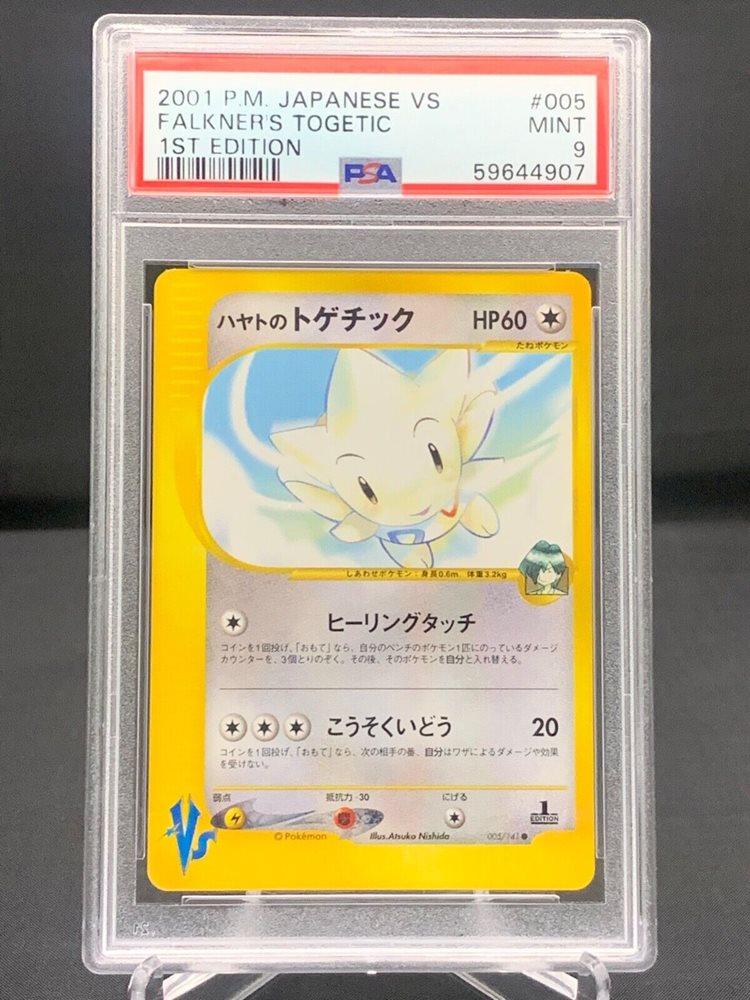 2001 P.M. JAPANESE VS #005
FALKNER'S TOGETIC MINT
1ST EDITION 9
PSA 59644907
ハヤトのトゲチック HP60
たねポケモン
しあわせポケモン：身長0.6m 体重3.2kg
ヒーリングタッチ
コインを1回投げ、「おもて」なら、自分のベンチのポケモン1匹にのっているダメージ
カウンターを、3個とりのぞく。その後、そのポケモンを自分と入れ替える。
こうそくいどう 20
コインを1回投げ、「おもて」なら、次の相手の番、自分はワザによるダメージや効果
を受けない。
弱点 抵抗力 -30 にげる
1
EDITION
VS
© Pokémon Illus.Atsuko Nishida 005/141